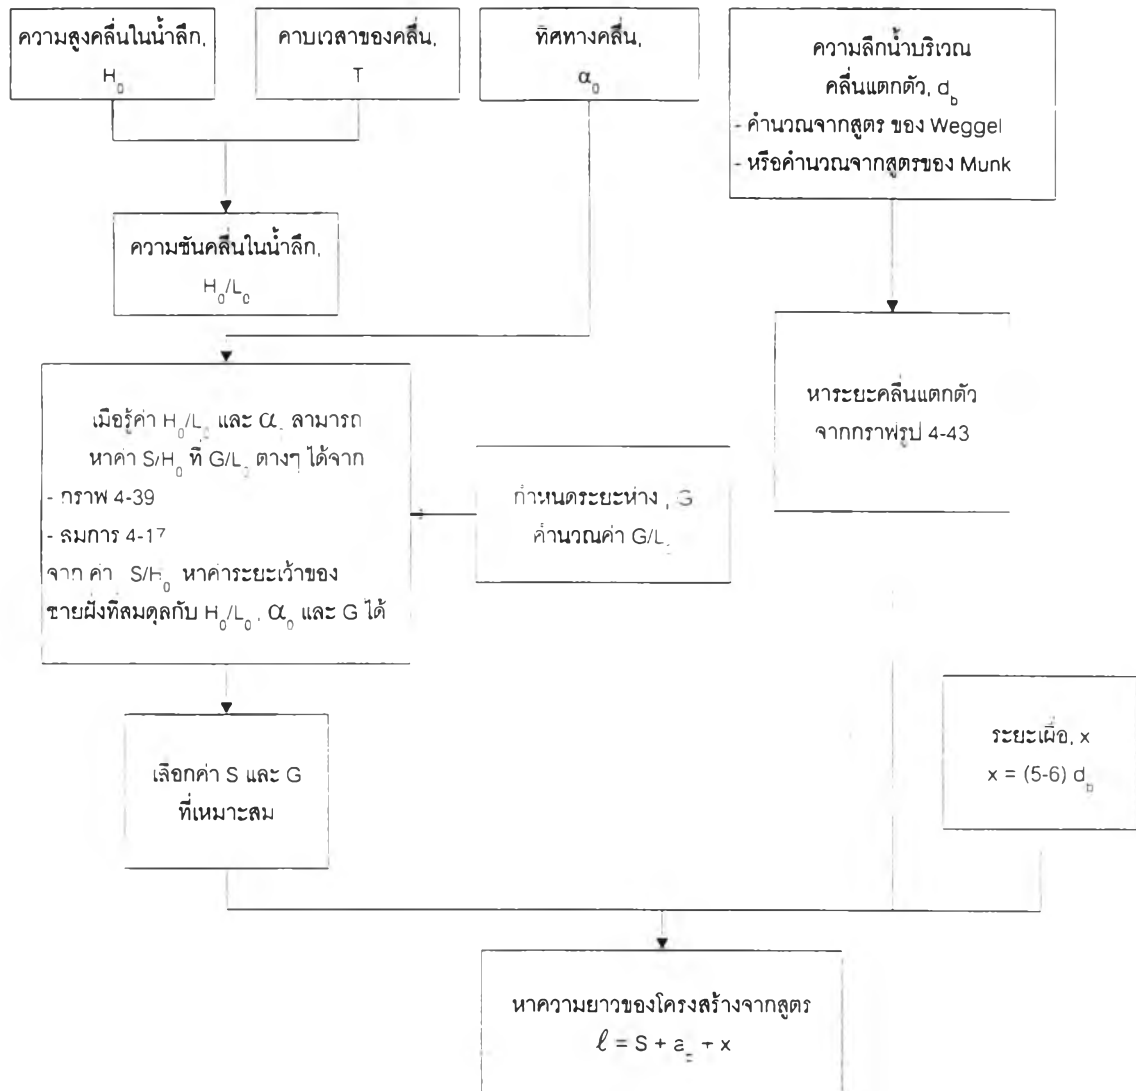 ความสูงคลื่นในน้ำลึก,
H₀
คาบเวลาของคลื่น,
T
ทิศทางคลื่น,
α₀
ความลึกน้ำบริเวณ
คลื่นแตกตัว, d_b
- คำนวณจากสูตร ของ Weggel
- หรือคำนวณจากสูตรของ Munk
ความชันคลื่นในน้ำลึก,
H₀/L₀
เมื่อรู้ค่า H₀/L₀ และ α₀ สามารถ
หาค่า S/H₀ ที่ G/L₀ ต่างๆ ได้จาก
- กราฟ 4-39
- สมการ 4-17
จาก ค่า S/H₀ หาค่าระยะเว้าของ
ชายฝั่งที่สมดุลกับ H₀/L₀, α₀ และ G ได้
กำหนดระยะห่าง , G
คำนวณค่า G/L₀
หาระยะคลื่นแตกตัว
จากกราฟรูป 4-43
เลือกค่า S และ G
ที่เหมาะสม
ระยะเผื่อ, x
x = (5-6) d_b
หาความยาวของโครงสร้างจากสูตร
ℓ = S + + x